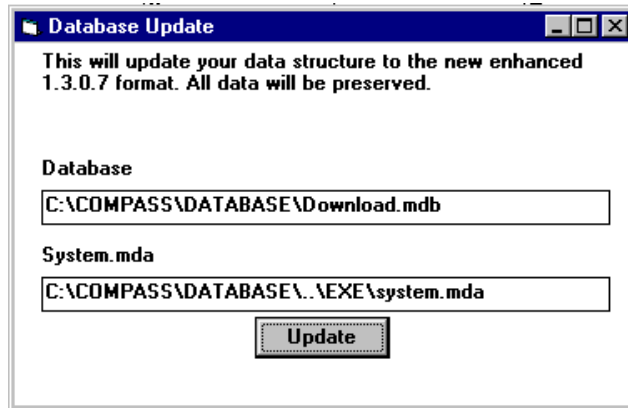 Database Update
This will update your data structure to the new enhanced
1.3.0.7 format. All data will be preserved.
Database
C:\COMPASS\DATABASE\Download.mdb
System.mda
C:\COMPASS\DATABASE\..\EXE\system.mda
Update